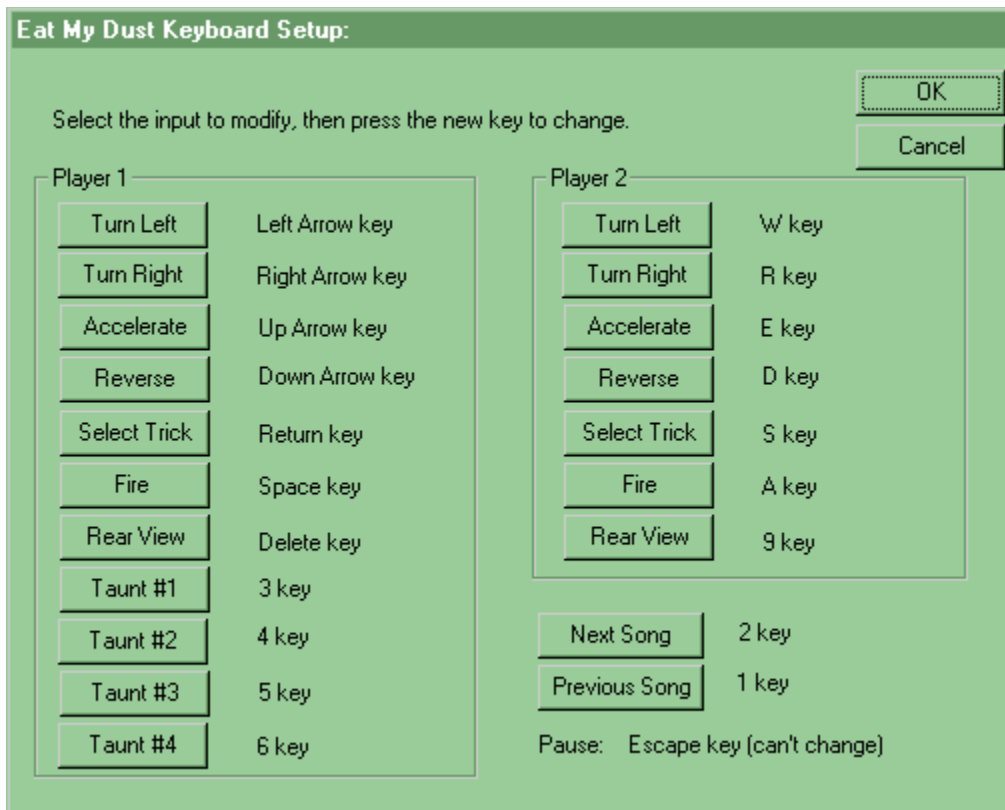 Eat My Dust Keyboard Setup:
OK
Select the input to modify, then press the new key to change.
Cancel
Player 1
Turn Left Left Arrow key
Turn Right Right Arrow key
Accelerate Up Arrow key
Reverse Down Arrow key
Select Trick Return key
Fire Space key
Rear View Delete key
Taunt #1 3 key
Taunt #2 4 key
Taunt #3 5 key
Taunt #4 6 key
Player 2
Turn Left W key
Turn Right R key
Accelerate E key
Reverse D key
Select Trick S key
Fire A key
Rear View 9 key
Next Song 2 key
Previous Song 1 key
Pause: Escape key (can't change)